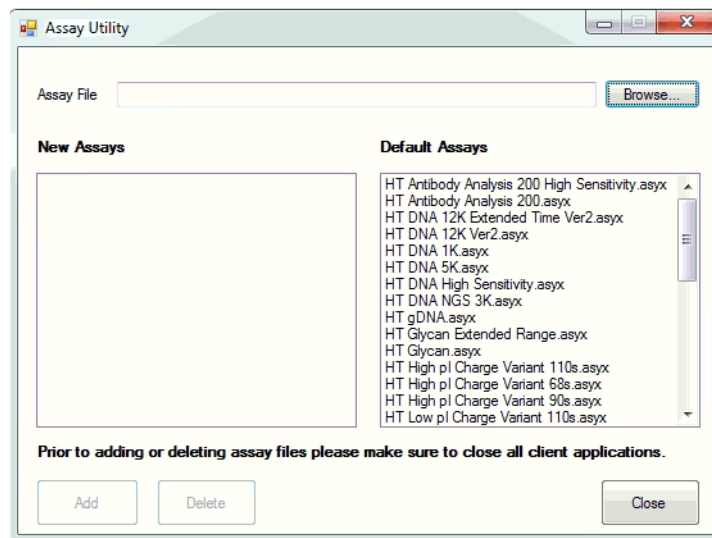 Assay Utility
Assay File
Browse...
New Assays
Default Assays
HT Antibody Analysis 200 High Sensitivity.asyx
HT Antibody Analysis 200.asyx
HT DNA 12K Extended Time Ver2.asyx
HT DNA 12K Ver2.asyx
HT DNA 1K.asyx
HT DNA 5K.asyx
HT DNA High Sensitivity.asyx
HT DNA NGS 3K.asyx
HT gDNA.asyx
HT Glycan Extended Range.asyx
HT Glycan.asyx
HT High pI Charge Variant 110s.asyx
HT High pI Charge Variant 68s.asyx
HT High pI Charge Variant 90s.asyx
HT Low pI Charge Variant 110s.asyx
Prior to adding or deleting assay files please make sure to close all client applications.
Add
Delete
Close